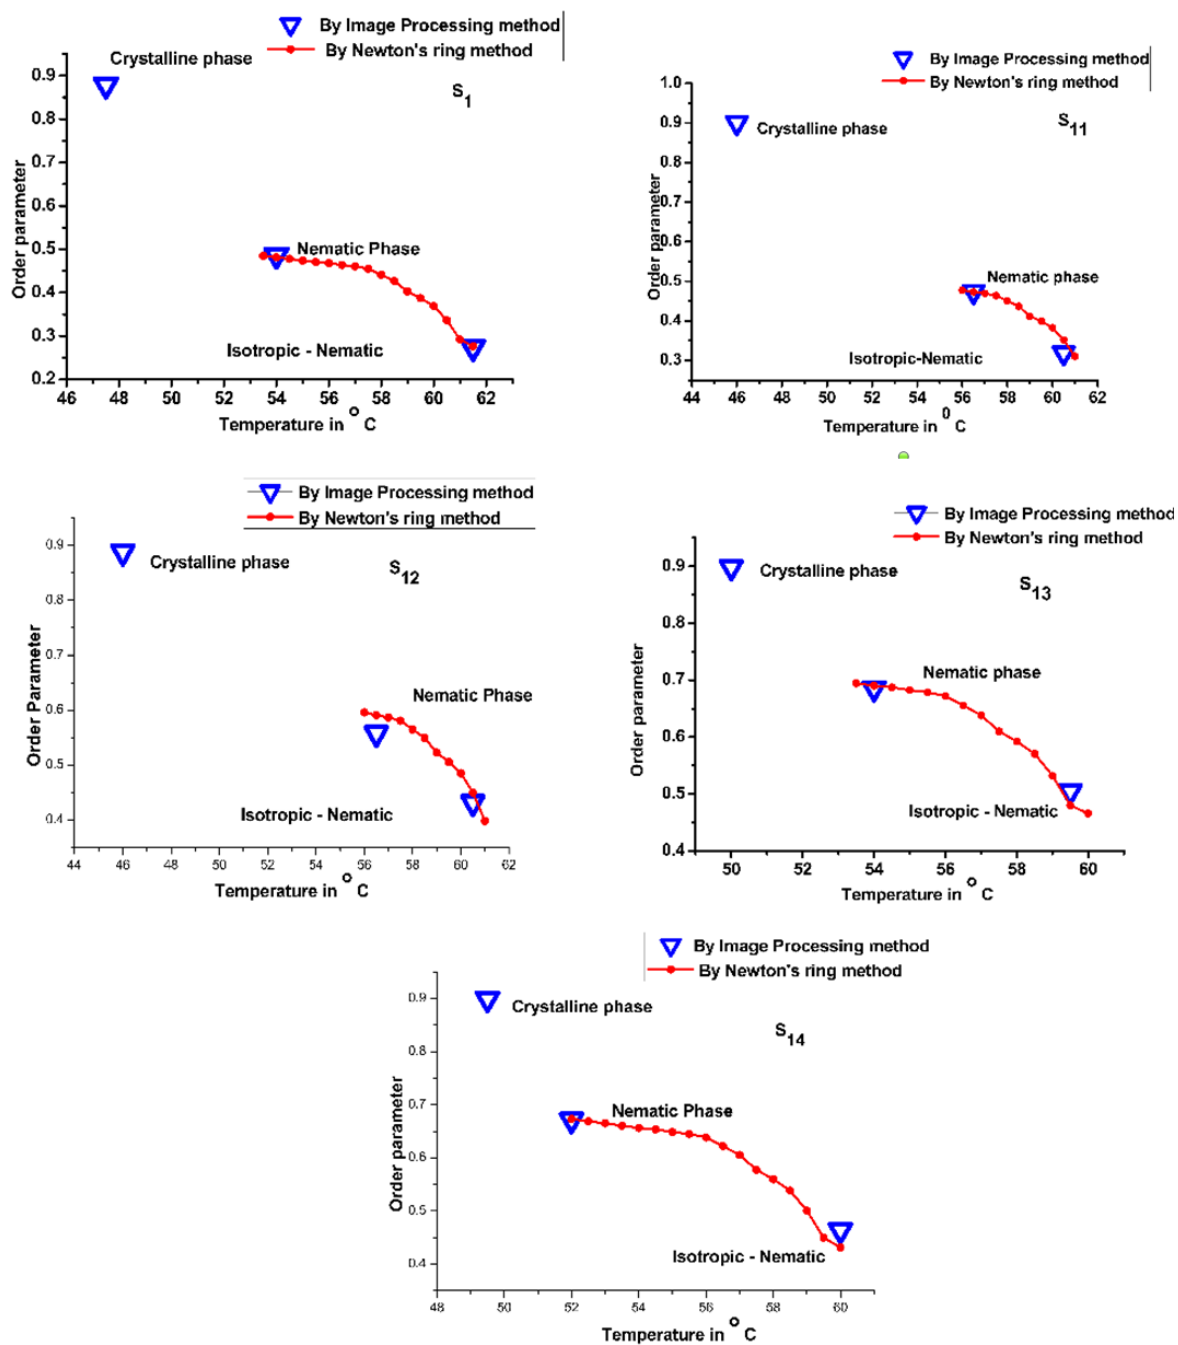 By Image Processing method
By Newton's ring method
Crystalline phase
S1
0.9
0.8
0.7
0.6
0.5
0.4
0.3
0.2
Order parameter
Nematic Phase
Isotropic - Nematic
46 48 50 52 54 56 58 60 62
Temperature in ° C
By Image Processing method
By Newton's ring method
S11
Crystalline phase
1.0
0.9
0.8
0.7
0.6
0.5
0.4
0.3
Order parameter
Nematic phase
Isotropic-Nematic
44 46 48 50 52 54 56 58 60 62
Temperature in 0 C
By Image Processing method
By Newton's ring method
Crystalline phase
S12
0.9
0.8
0.7
0.6
0.5
0.4
Order Parameter
Nematic Phase
Isotropic - Nematic
44 46 48 50 52 54 56 58 60 62
Temperature in ° C
By Image Processing method
By Newton's ring method
Crystalline phase
S13
0.9
0.8
0.7
0.6
0.5
0.4
Order parameter
Nematic phase
Isotropic - Nematic
50 52 54 56 58 60
Temperature in ° C
By Image Processing method
By Newton's ring method
Crystalline phase
S14
0.9
0.8
0.7
0.6
0.5
0.4
Order parameter
Nematic Phase
Isotropic - Nematic
48 50 52 54 56 58 60
Temperature in ° C